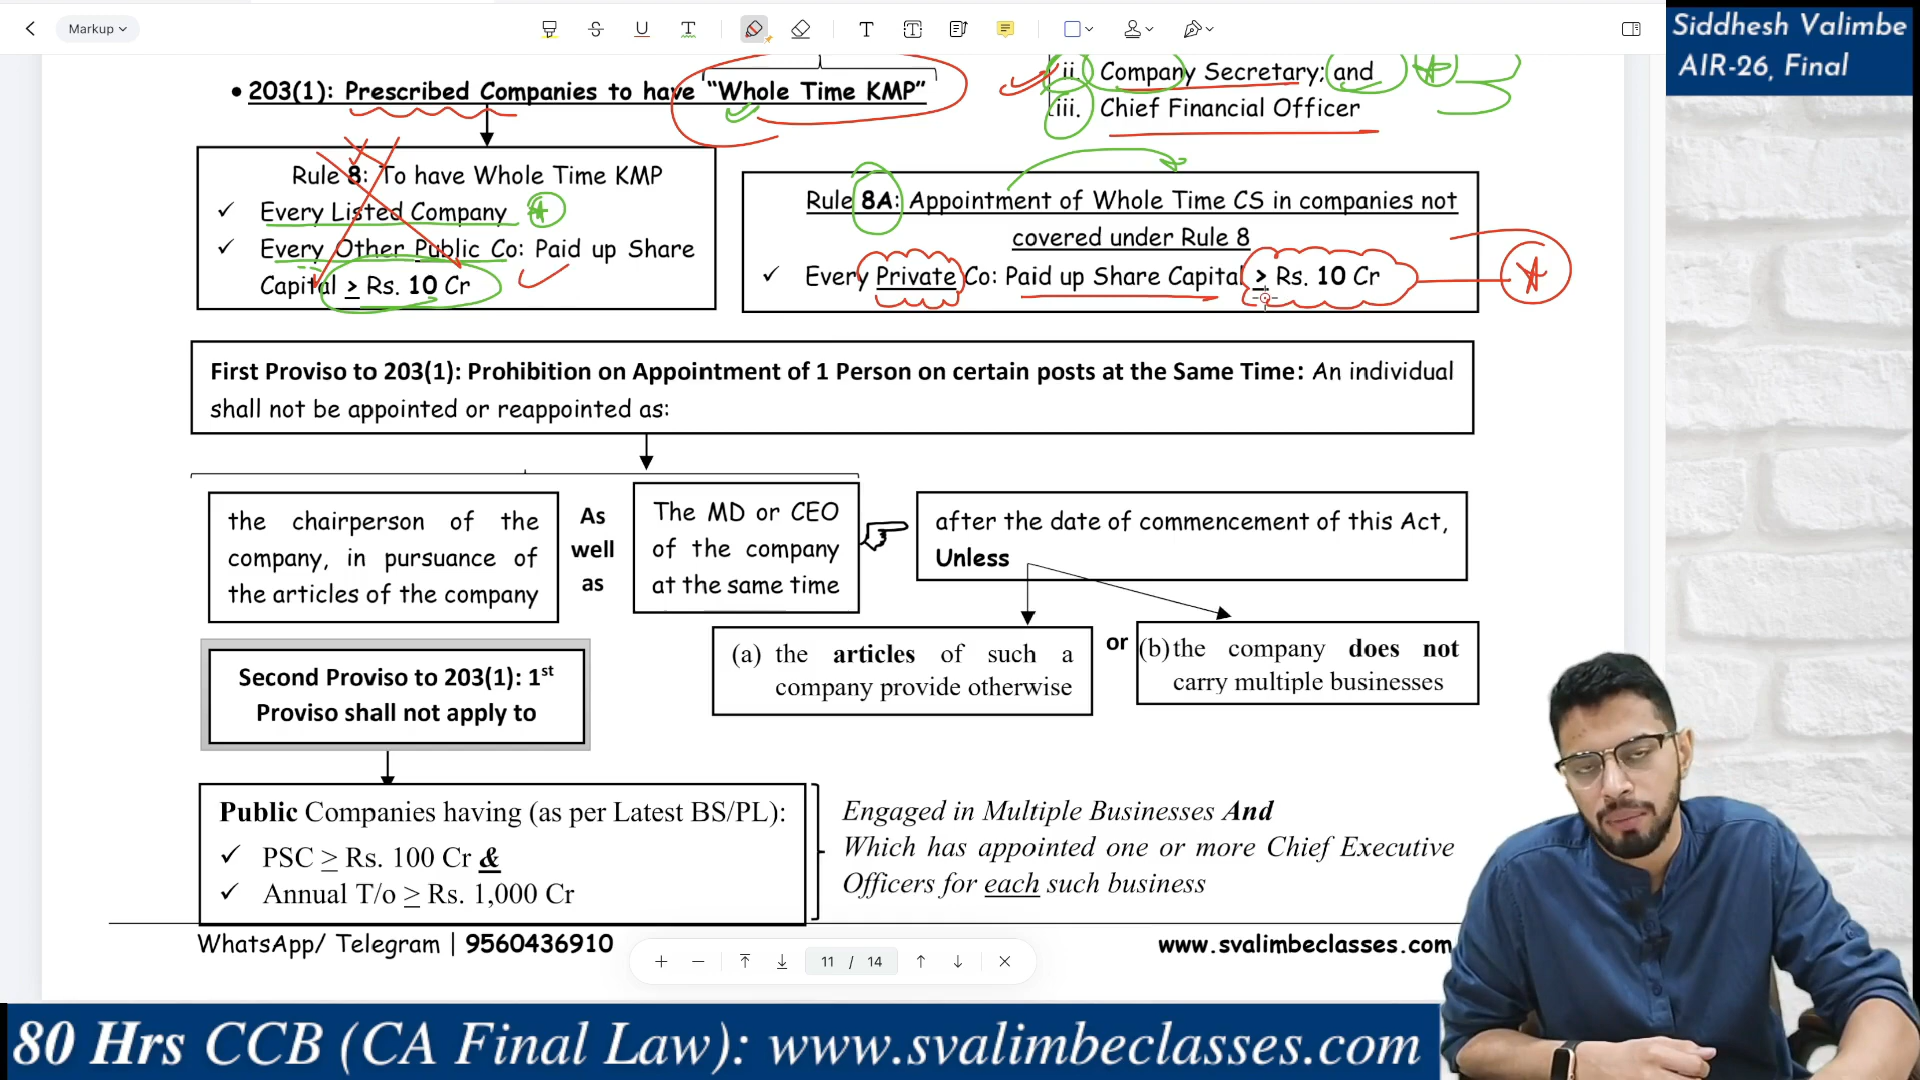 Markup
Siddhesh Valimbe
AIR-26, Final
ii. Company Secretary; and
• 203(1): Prescribed Companies to have “Whole Time KMP”
iii. Chief Financial Officer
Rule 8: To have Whole Time KMP
✓ Every Listed Company
✓ Every Other Public Co: Paid up Share
Capital ≥ Rs. 10 Cr
Rule 8A: Appointment of Whole Time CS in companies not
covered under Rule 8
✓ Every Private Co: Paid up Share Capital ≥ Rs. 10 Cr
First Proviso to 203(1): Prohibition on Appointment of 1 Person on certain posts at the Same Time: An individual
shall not be appointed or reappointed as:
the chairperson of the
company, in pursuance of
the articles of the company
As
well
as
The MD or CEO
of the company
at the same time
after the date of commencement of this Act,
Unless
(a) the articles of such a
company provide otherwise
or
(b) the company does not
carry multiple businesses
Second Proviso to 203(1): 1st
Proviso shall not apply to
Public Companies having (as per Latest BS/PL):
✓ PSC ≥ Rs. 100 Cr &
✓ Annual T/o ≥ Rs. 1,000 Cr
Engaged in Multiple Businesses And
Which has appointed one or more Chief Executive
Officers for each such business
WhatsApp/ Telegram | 9560436910
www.svalimbeclasses.com
11 / 14
80 Hrs CCB (CA Final Law): www.svalimbeclasses.com